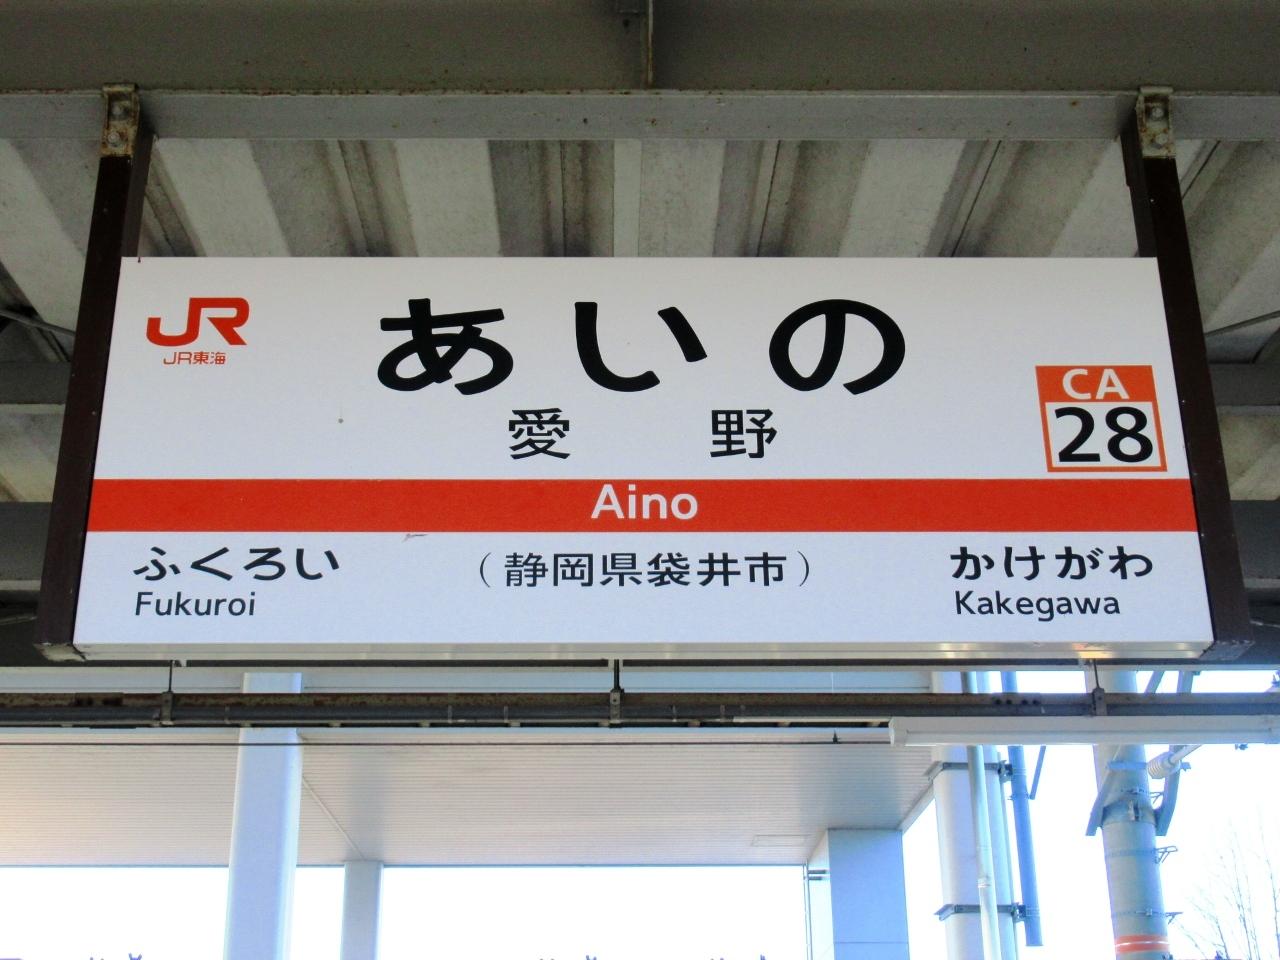 JR
JR東海
あいの
愛野
CA
28
Aino
ふくろい
Fukuroi
（静岡県袋井市）
かけがわ
Kakegawa